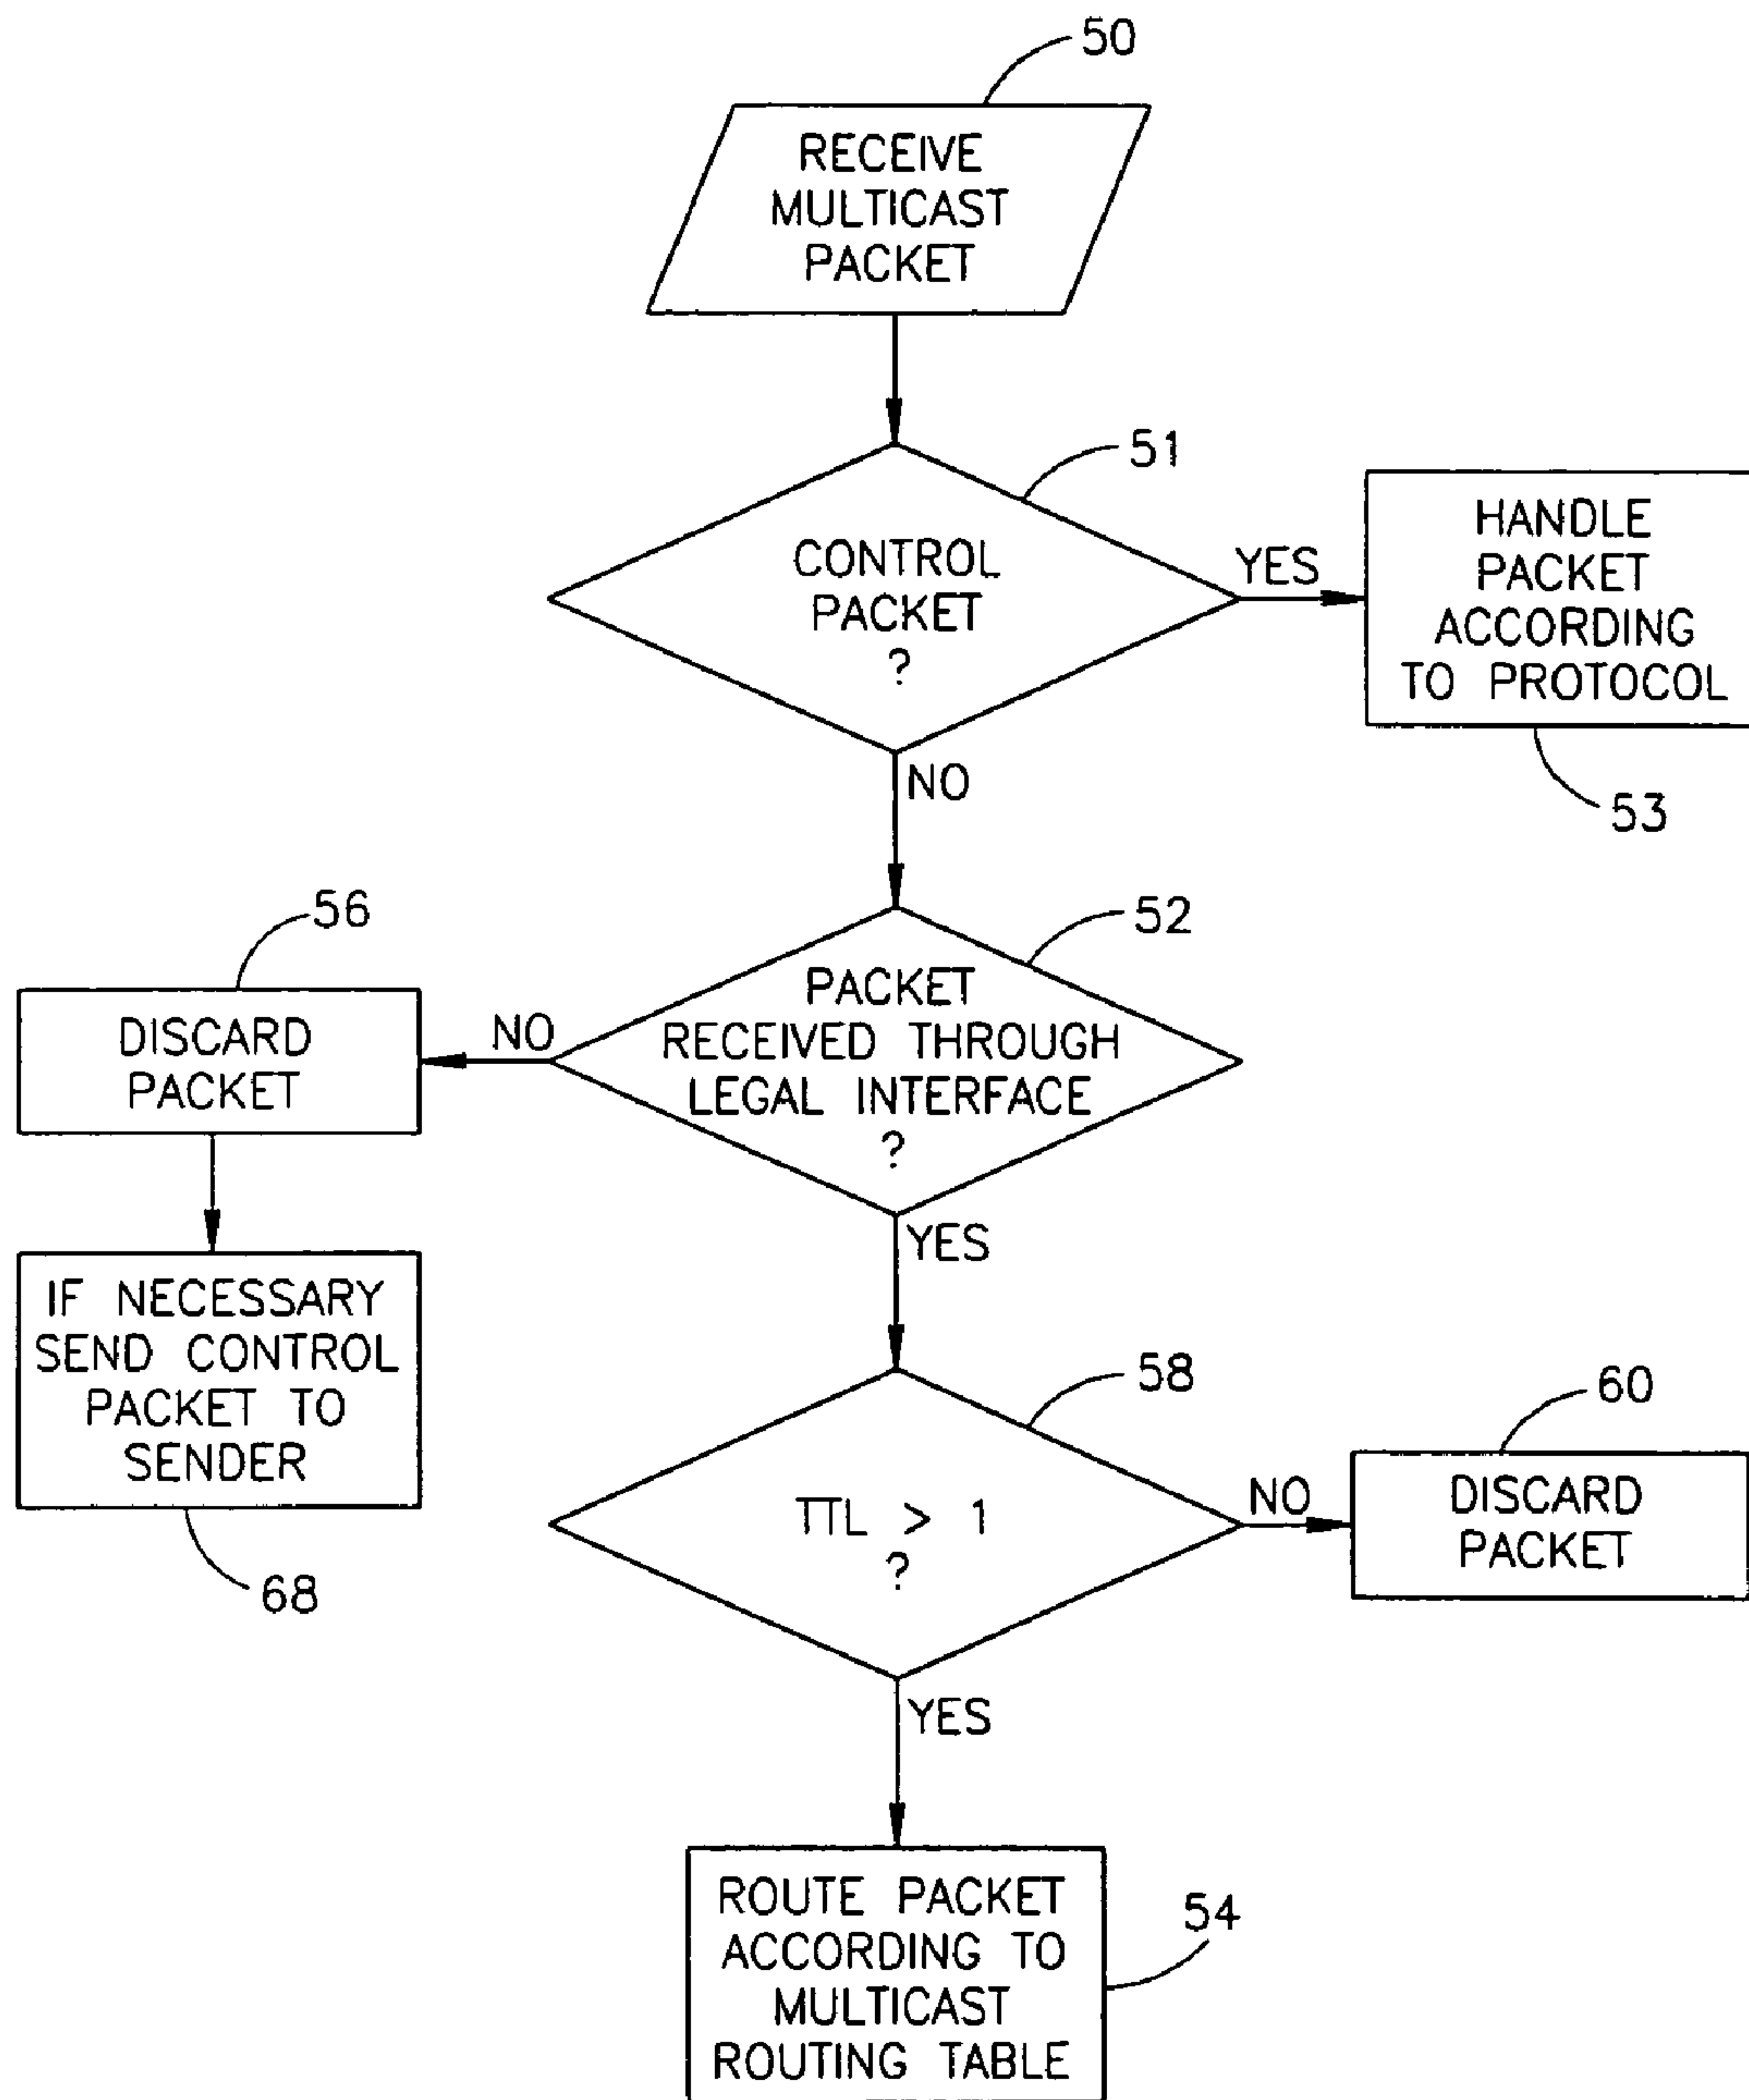 50
RECEIVE
MULTICAST
PACKET
51
CONTROL
PACKET
?
YES
HANDLE
PACKET
ACCORDING
TO PROTOCOL
53
NO
56
DISCARD
PACKET
NO
52
PACKET
RECEIVED THROUGH
LEGAL INTERFACE
?
YES
IF NECESSARY
SEND CONTROL
PACKET TO
SENDER
68
58
TTL > 1
?
NO
60
DISCARD
PACKET
YES
ROUTE PACKET
ACCORDING TO
MULTICAST
ROUTING TABLE
54